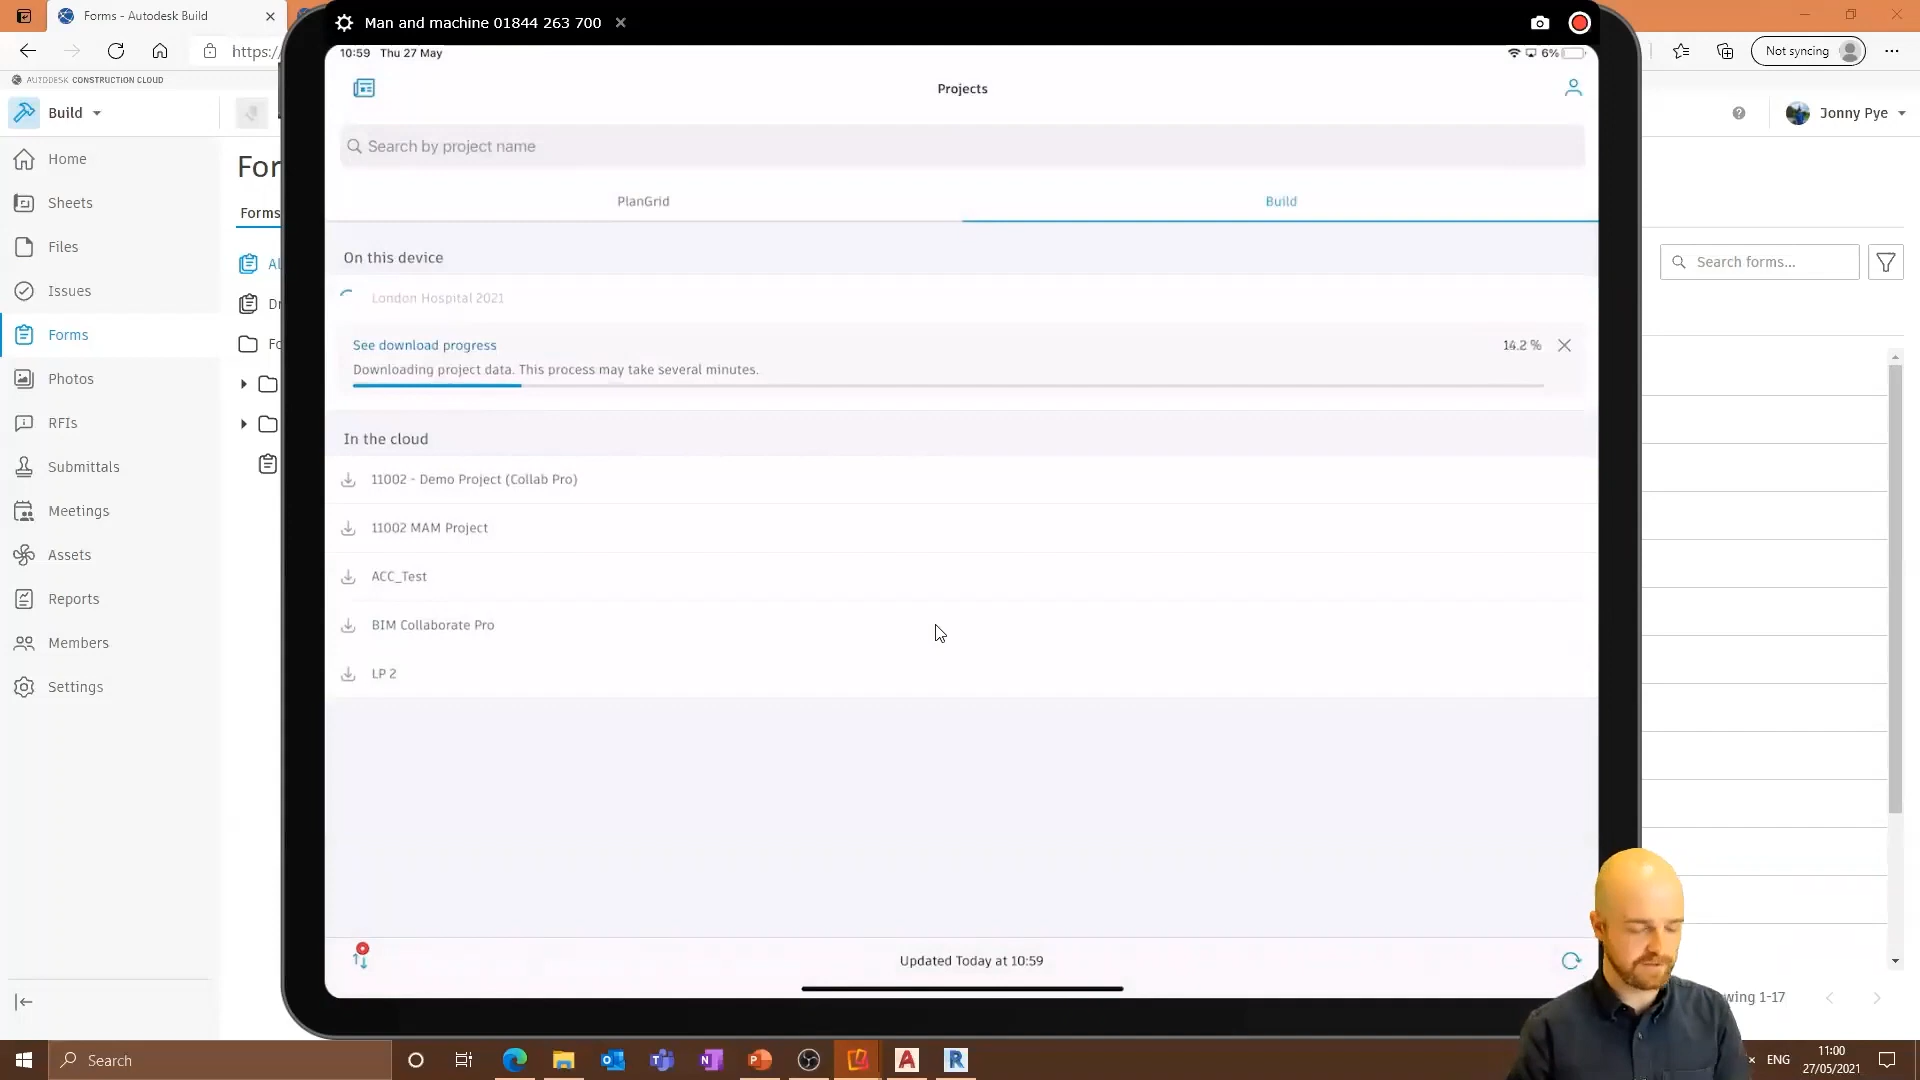 Forms - Autodesk Build
https:/
Not syncing
AUTODESK CONSTRUCTION CLOUD
Build
Jonny Pye
Home
Sheets
Files
Issues
Forms
Photos
RFIs
Submittals
Meetings
Assets
Reports
Members
Settings
For
Forms
Al
Dr
Fo
Man and machine 01844 263 700
10:59 Thu 27 May
6%
Projects
Search by project name
PlanGrid
Build
On this device
London Hospital 2021
See download progress
14.2 %
Downloading project data. This process may take several minutes.
In the cloud
11002 - Demo Project (Collab Pro)
11002 MAM Project
ACC_Test
BIM Collaborate Pro
LP 2
Updated Today at 10:59
Search forms...
wing 1-17
Search
ENG
11:00
27/05/2021